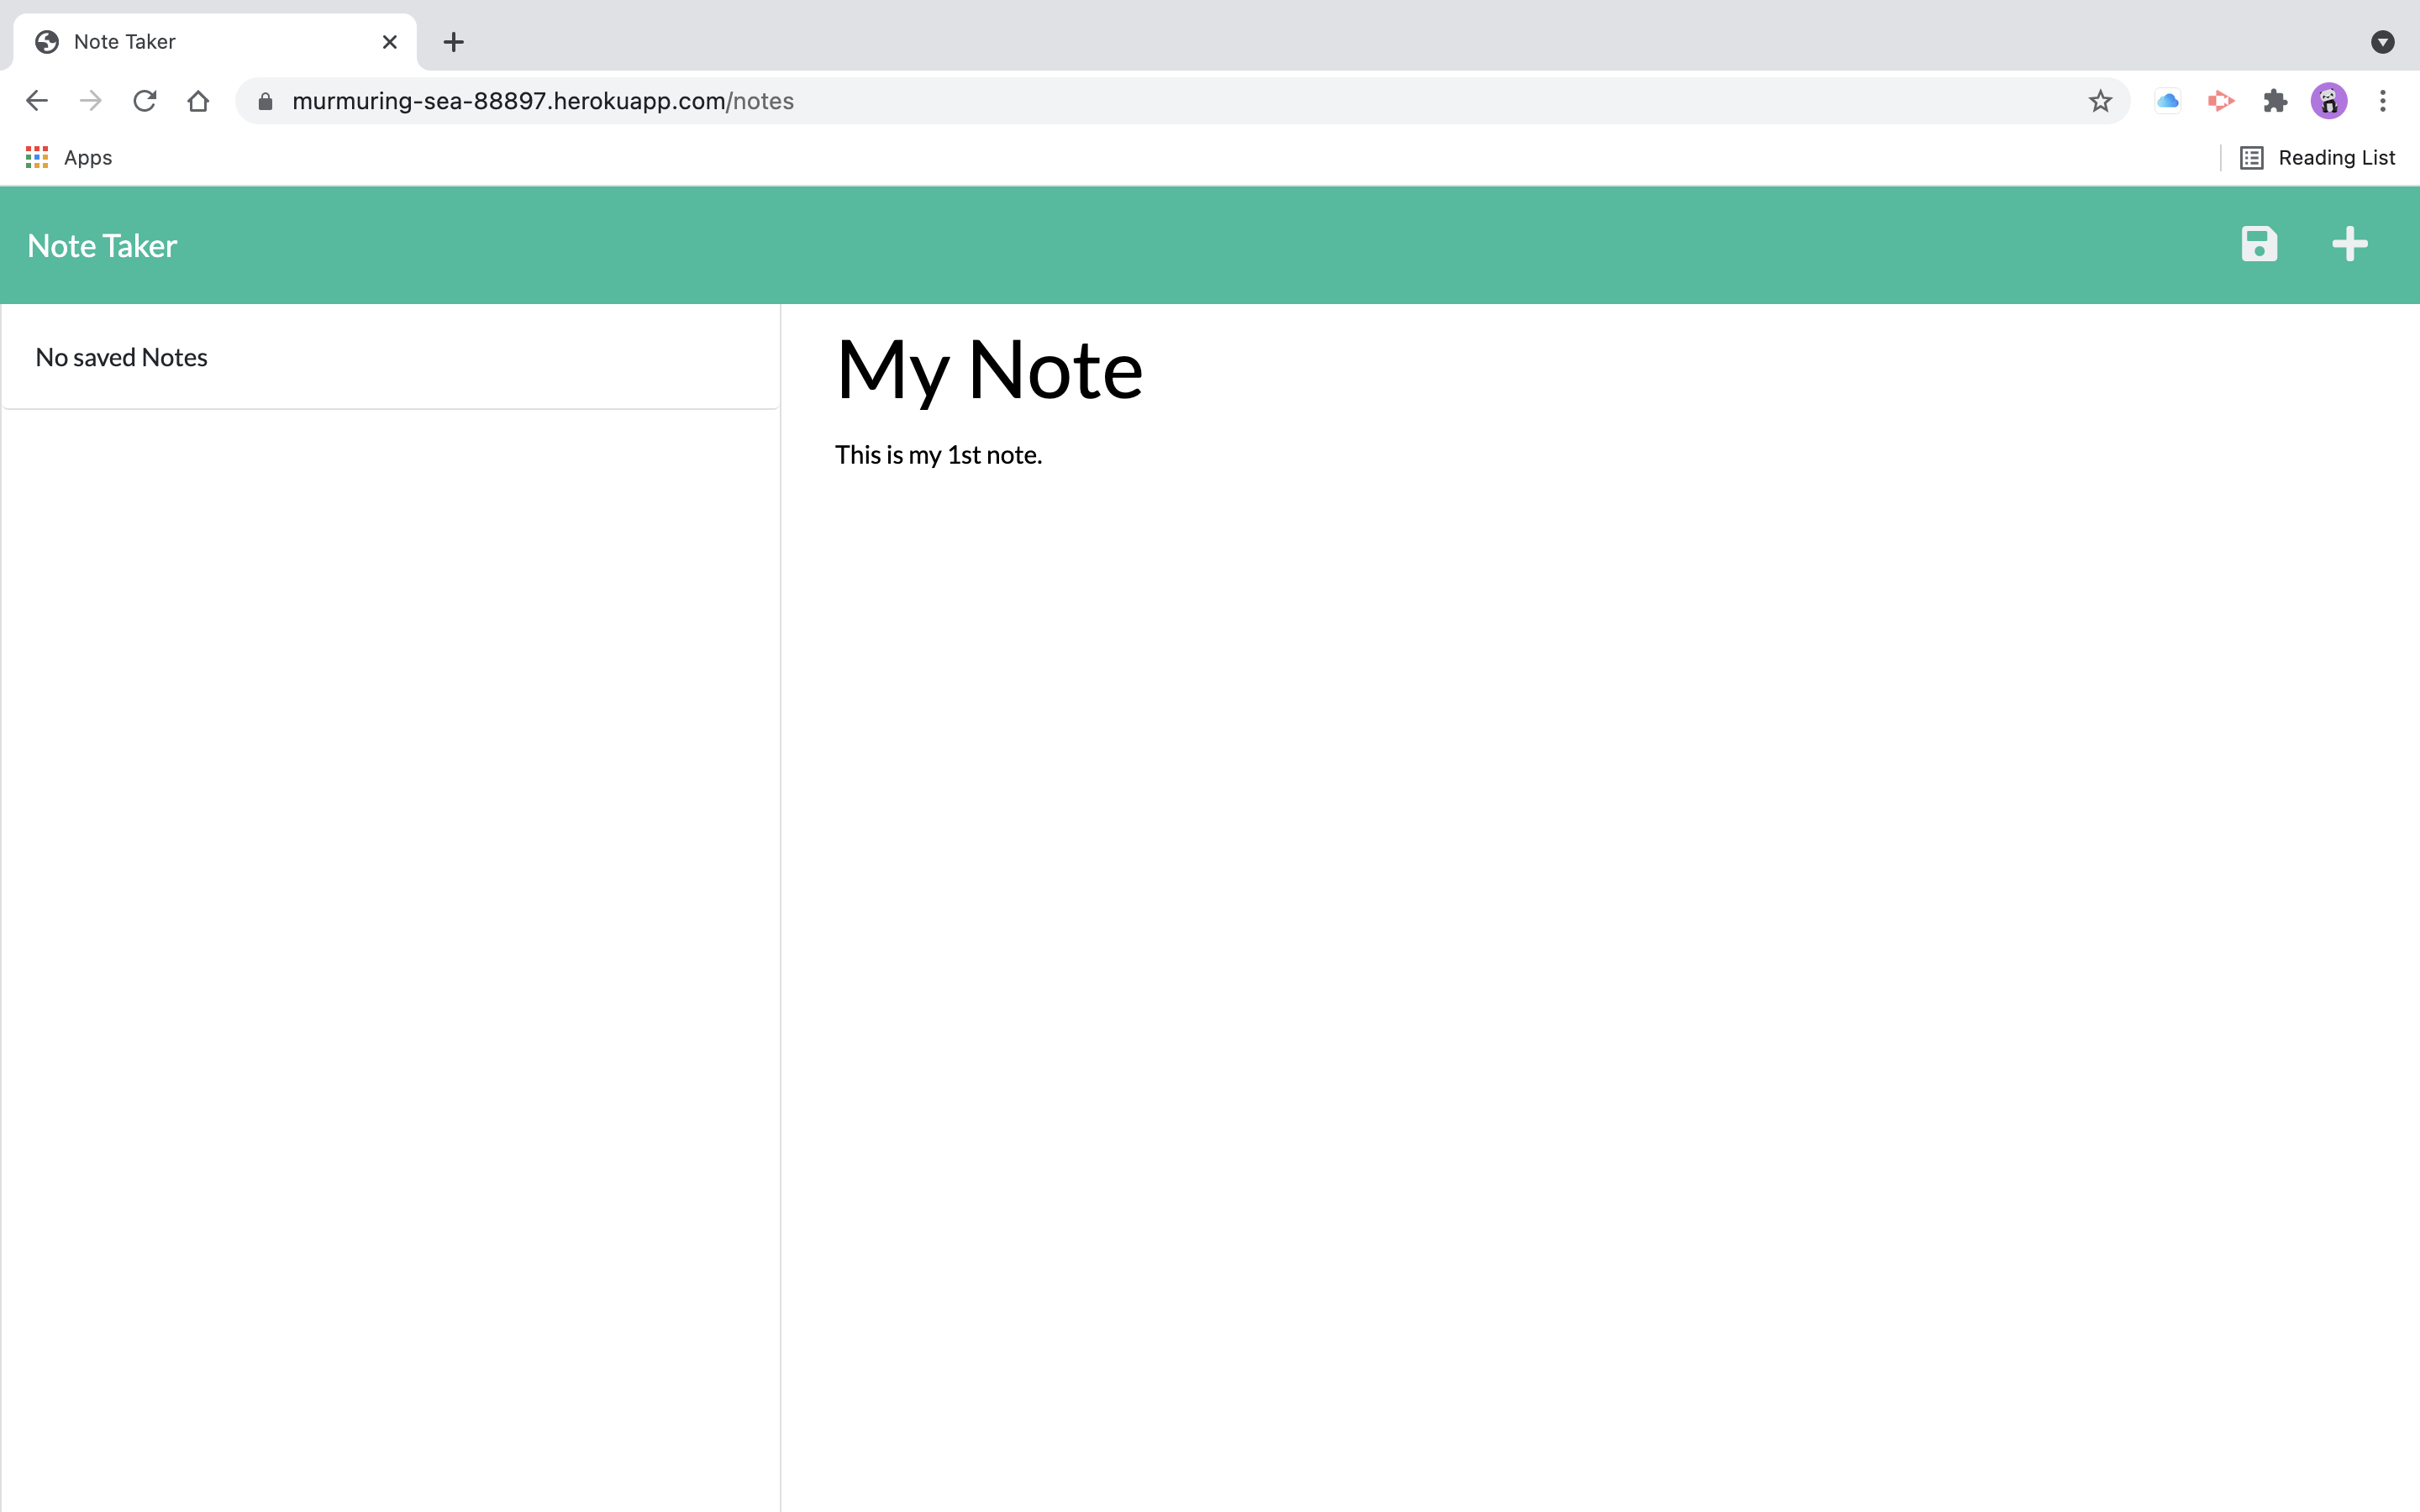 Note Taker
murmuring-sea-88897.herokuapp.com/notes
Apps
Reading List
Note Taker
No saved Notes
My Note
This is my 1st note.